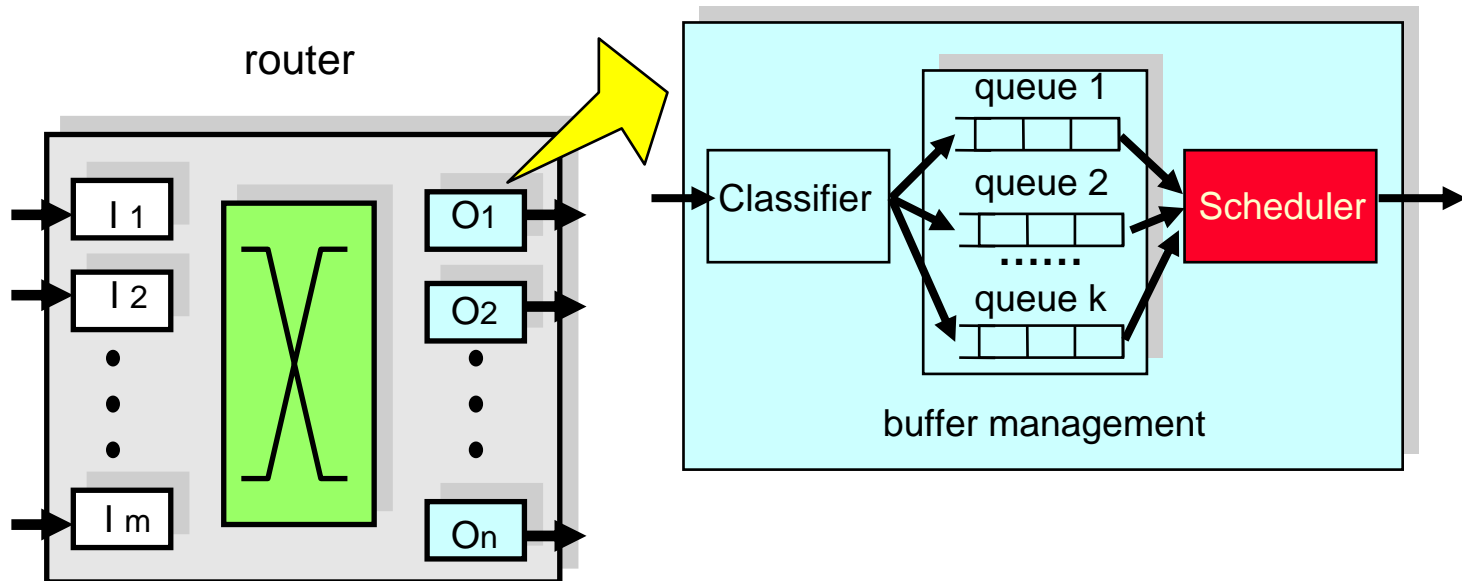 router
I 1
I 2
I m
O1
O2
On
queue 1
Classifier
queue 2
......
queue k
Scheduler
buffer management